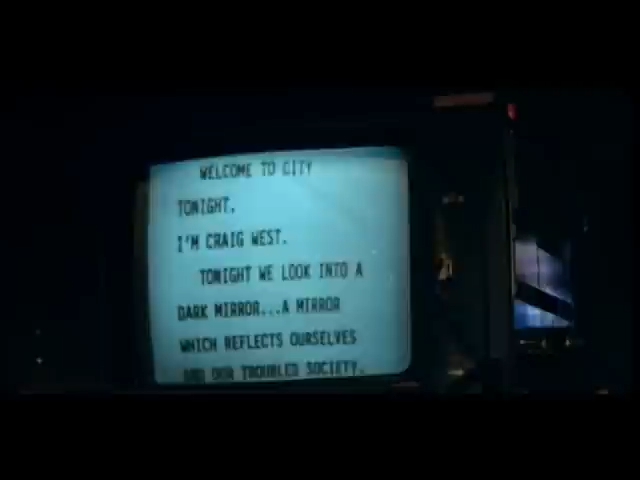 WELCOME TO CITY
TONIGHT.
I'M CRAIG WEST.
TONIGHT WE LOOK INTO A
DARK MIRROR...A MIRROR
WHICH REFLECTS OURSELVES
AND OUR TROUBLED SOCIETY.